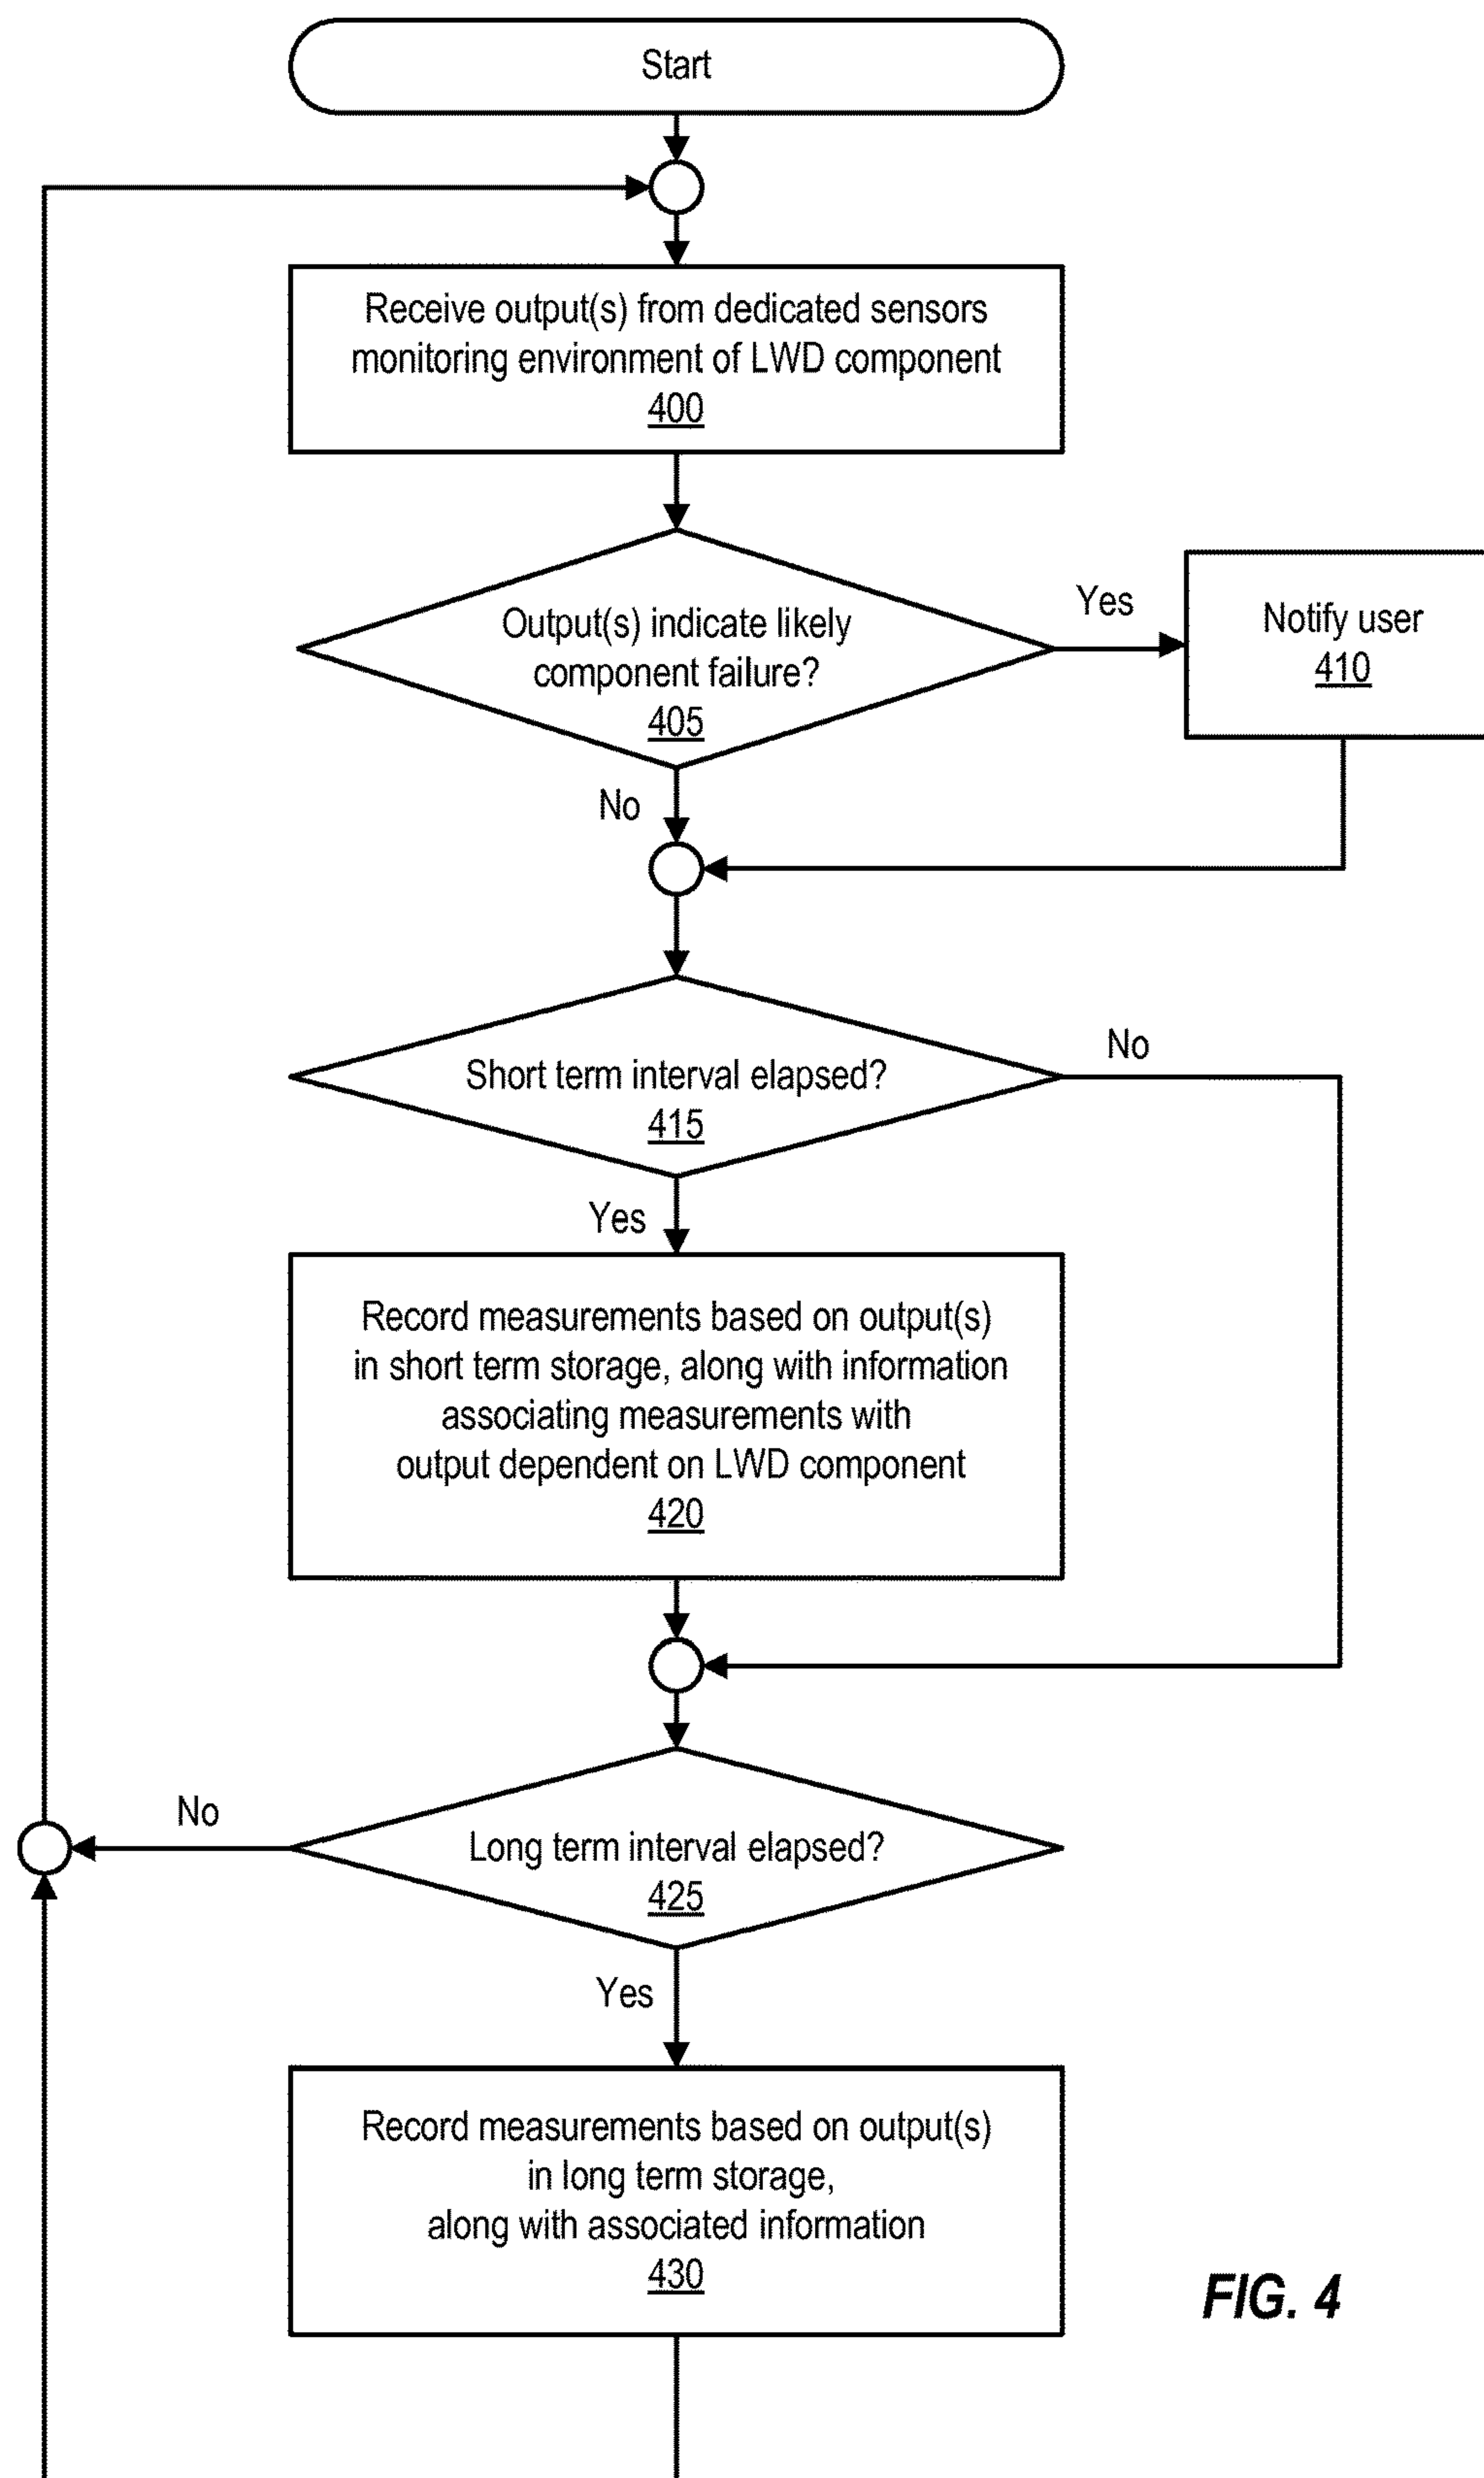 Start
Receive output(s) from dedicated sensors
monitoring environment of LWD component
400
Output(s) indicate likely
component failure?
405
Yes
Notify user
410
No
Short term interval elapsed?
415
No
Yes
Record measurements based on output(s)
in short term storage, along with information
associating measurements with
output dependent on LWD component
420
No
Long term interval elapsed?
425
Yes
Record measurements based on output(s)
in long term storage,
along with associated information
430
FIG. 4